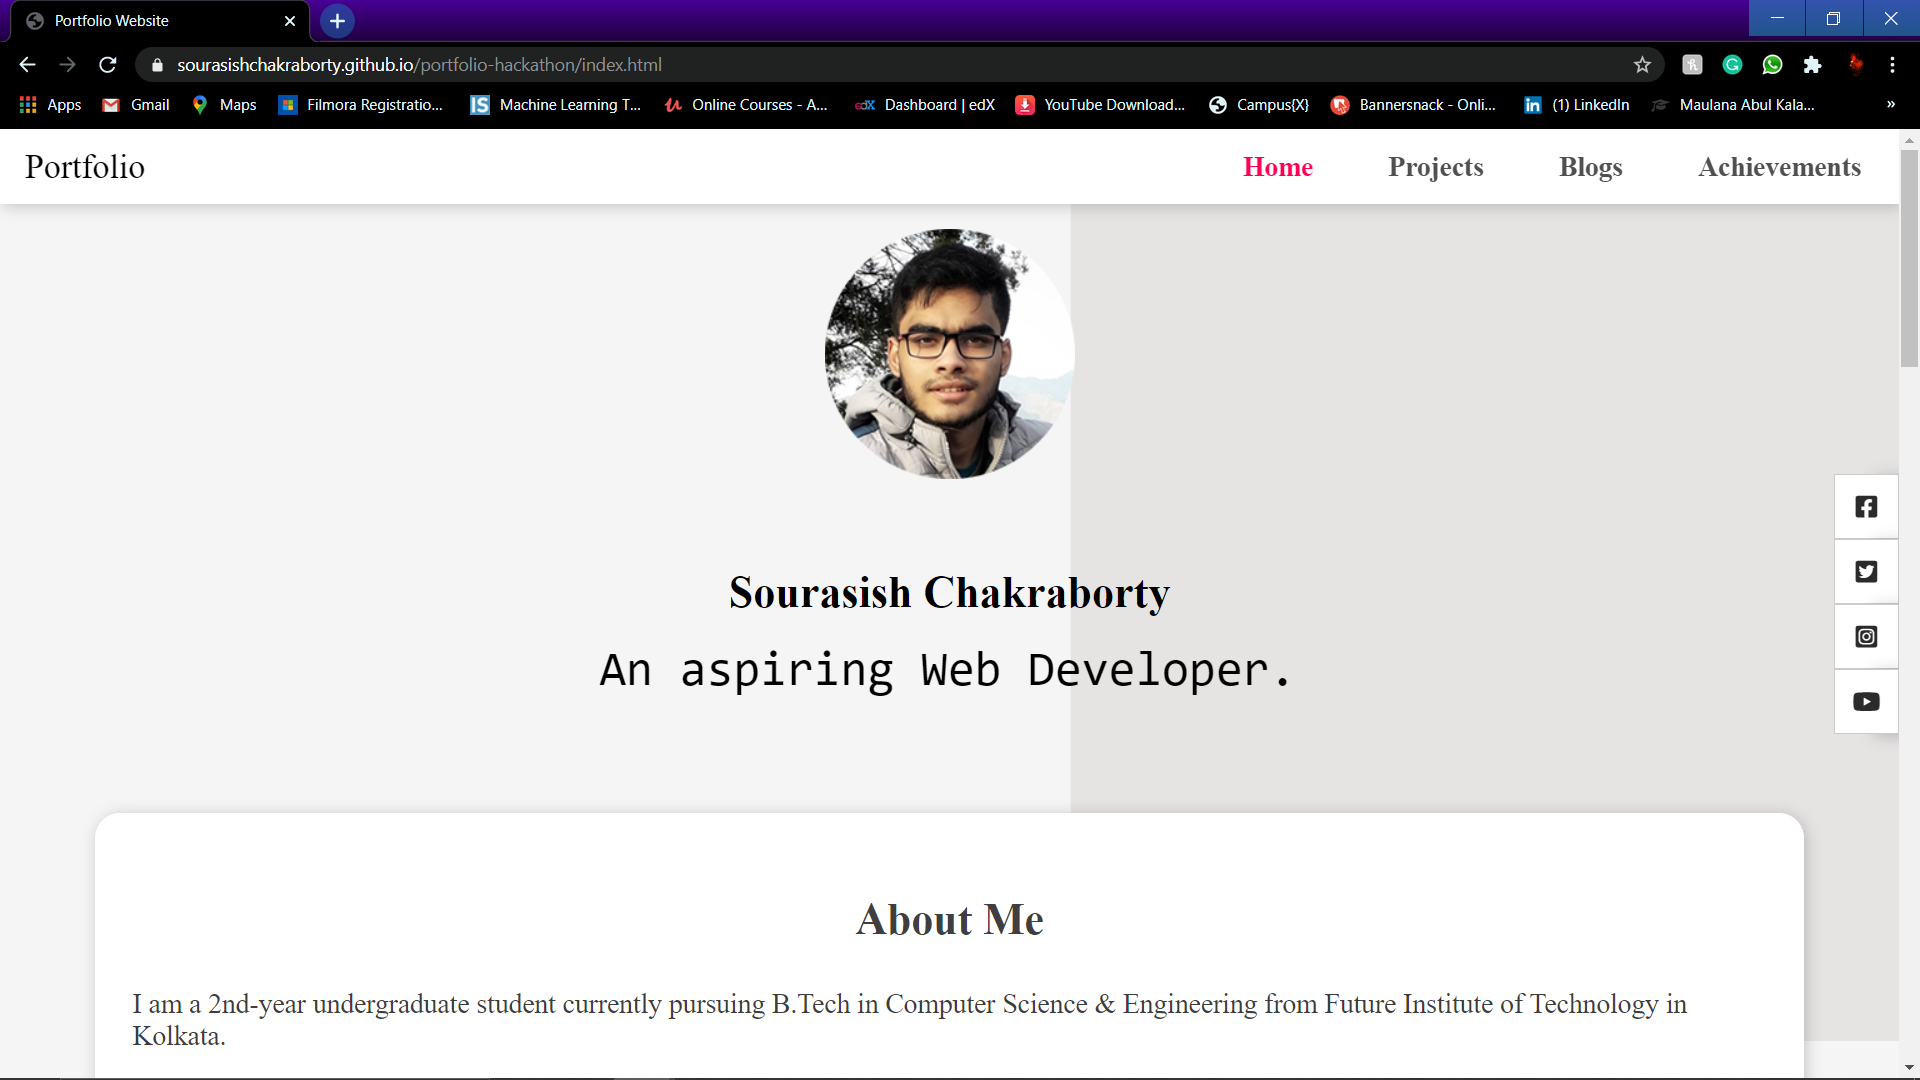 Portfolio Website
sourasishchakraborty.github.io/portfolio-hackathon/index.html
Apps Gmail Maps Filmora Registratio... IS Machine Learning T... Online Courses - A... edX Dashboard | edX YouTube Download... Campus{X} Bannersnack - Onli... in (1) LinkedIn Maulana Abul Kala... »
Portfolio Home Projects Blogs Achievements
Sourasish Chakraborty
An aspiring Web Developer.
About Me
I am a 2nd-year undergraduate student currently pursuing B.Tech in Computer Science & Engineering from Future Institute of Technology in
Kolkata.